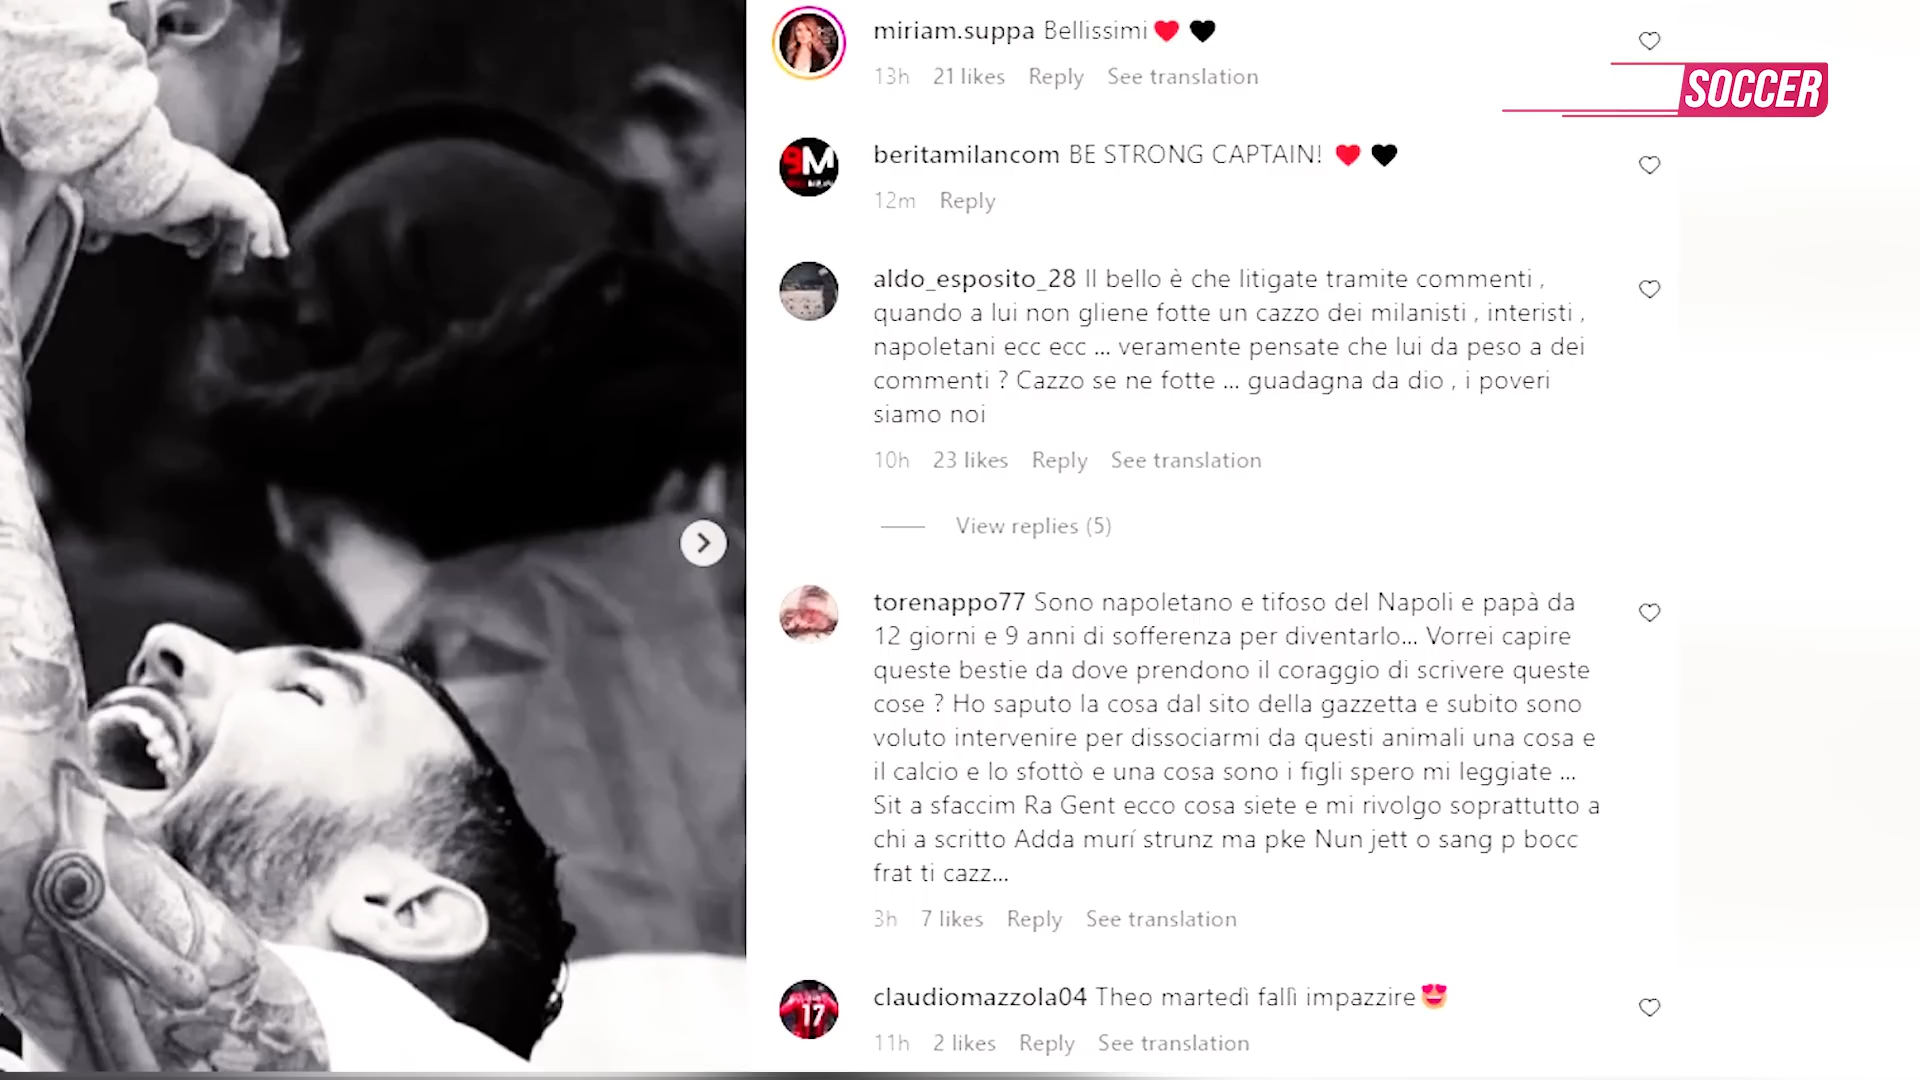 miriam.suppa Bellissimi❤️🖤
13h 21 likes Reply See translation
SOCCER
beritamilancom BE STRONG CAPTAIN! ❤️🖤
12m Reply
aldo_esposito_28 Il bello è che litigate tramite commenti ,
quando a lui non gliene fotte un cazzo dei milanisti , interisti ,
napoletani ecc ecc ... veramente pensate che lui da peso a dei
commenti ? Cazzo se ne fotte ... guadagna da dio , i poveri
siamo noi
10h 23 likes Reply See translation
View replies (5)
torenappo77 Sono napoletano e tifoso del Napoli e papà da
12 giorni e 9 anni di sofferenza per diventarlo... Vorrei capire
queste bestie da dove prendono il coraggio di scrivere queste
cose ? Ho saputo la cosa dal sito della gazzetta e subito sono
voluto intervenire per dissociarmi da questi animali una cosa e
il calcio e lo sfottò e una cosa sono i figli spero mi leggiate ...
Sit a sfaccim Ra Gent ecco cosa siete e mi rivolgo soprattutto a
chi a scritto Adda murí strunz ma pke Nun jett o sang p bocc
frat ti cazz...
3h 7 likes Reply See translation
claudiomazzola04 Theo martedì fallì impazzire😍
17
11h 2 likes Reply See translation